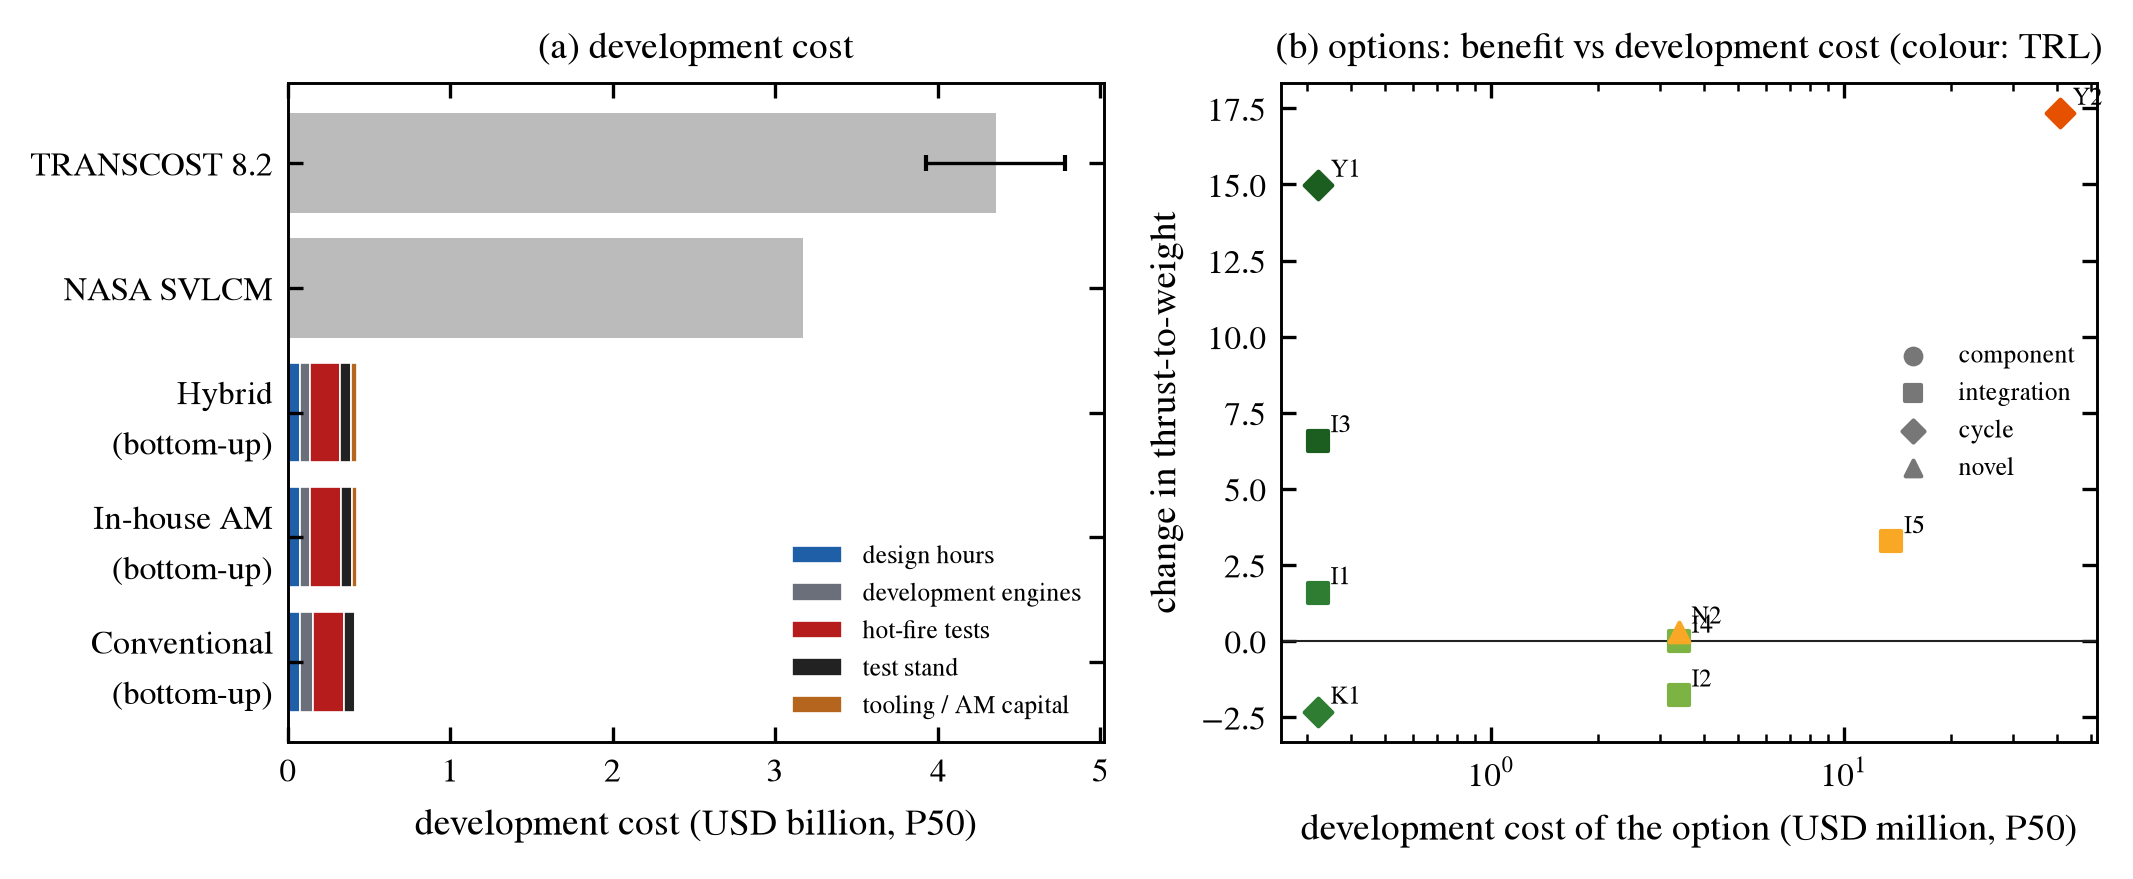 (a) development cost
TRANSCOST 8.2
NASA SVLCM
Hybrid
(bottom-up)
In-house AM
(bottom-up)
Conventional
(bottom-up)
design hours
development engines
hot-fire tests
test stand
tooling / AM capital
0 1 2 3 4 5
development cost (USD billion, P50)
(b) options: benefit vs development cost (colour: TRL)
change in thrust-to-weight
17.5
15.0
12.5
10.0
7.5
5.0
2.5
0.0
−2.5
Y2
Y1
I3
I5
I1
N2
I4
I2
K1
component
integration
cycle
novel
10⁰ 10¹
development cost of the option (USD million, P50)